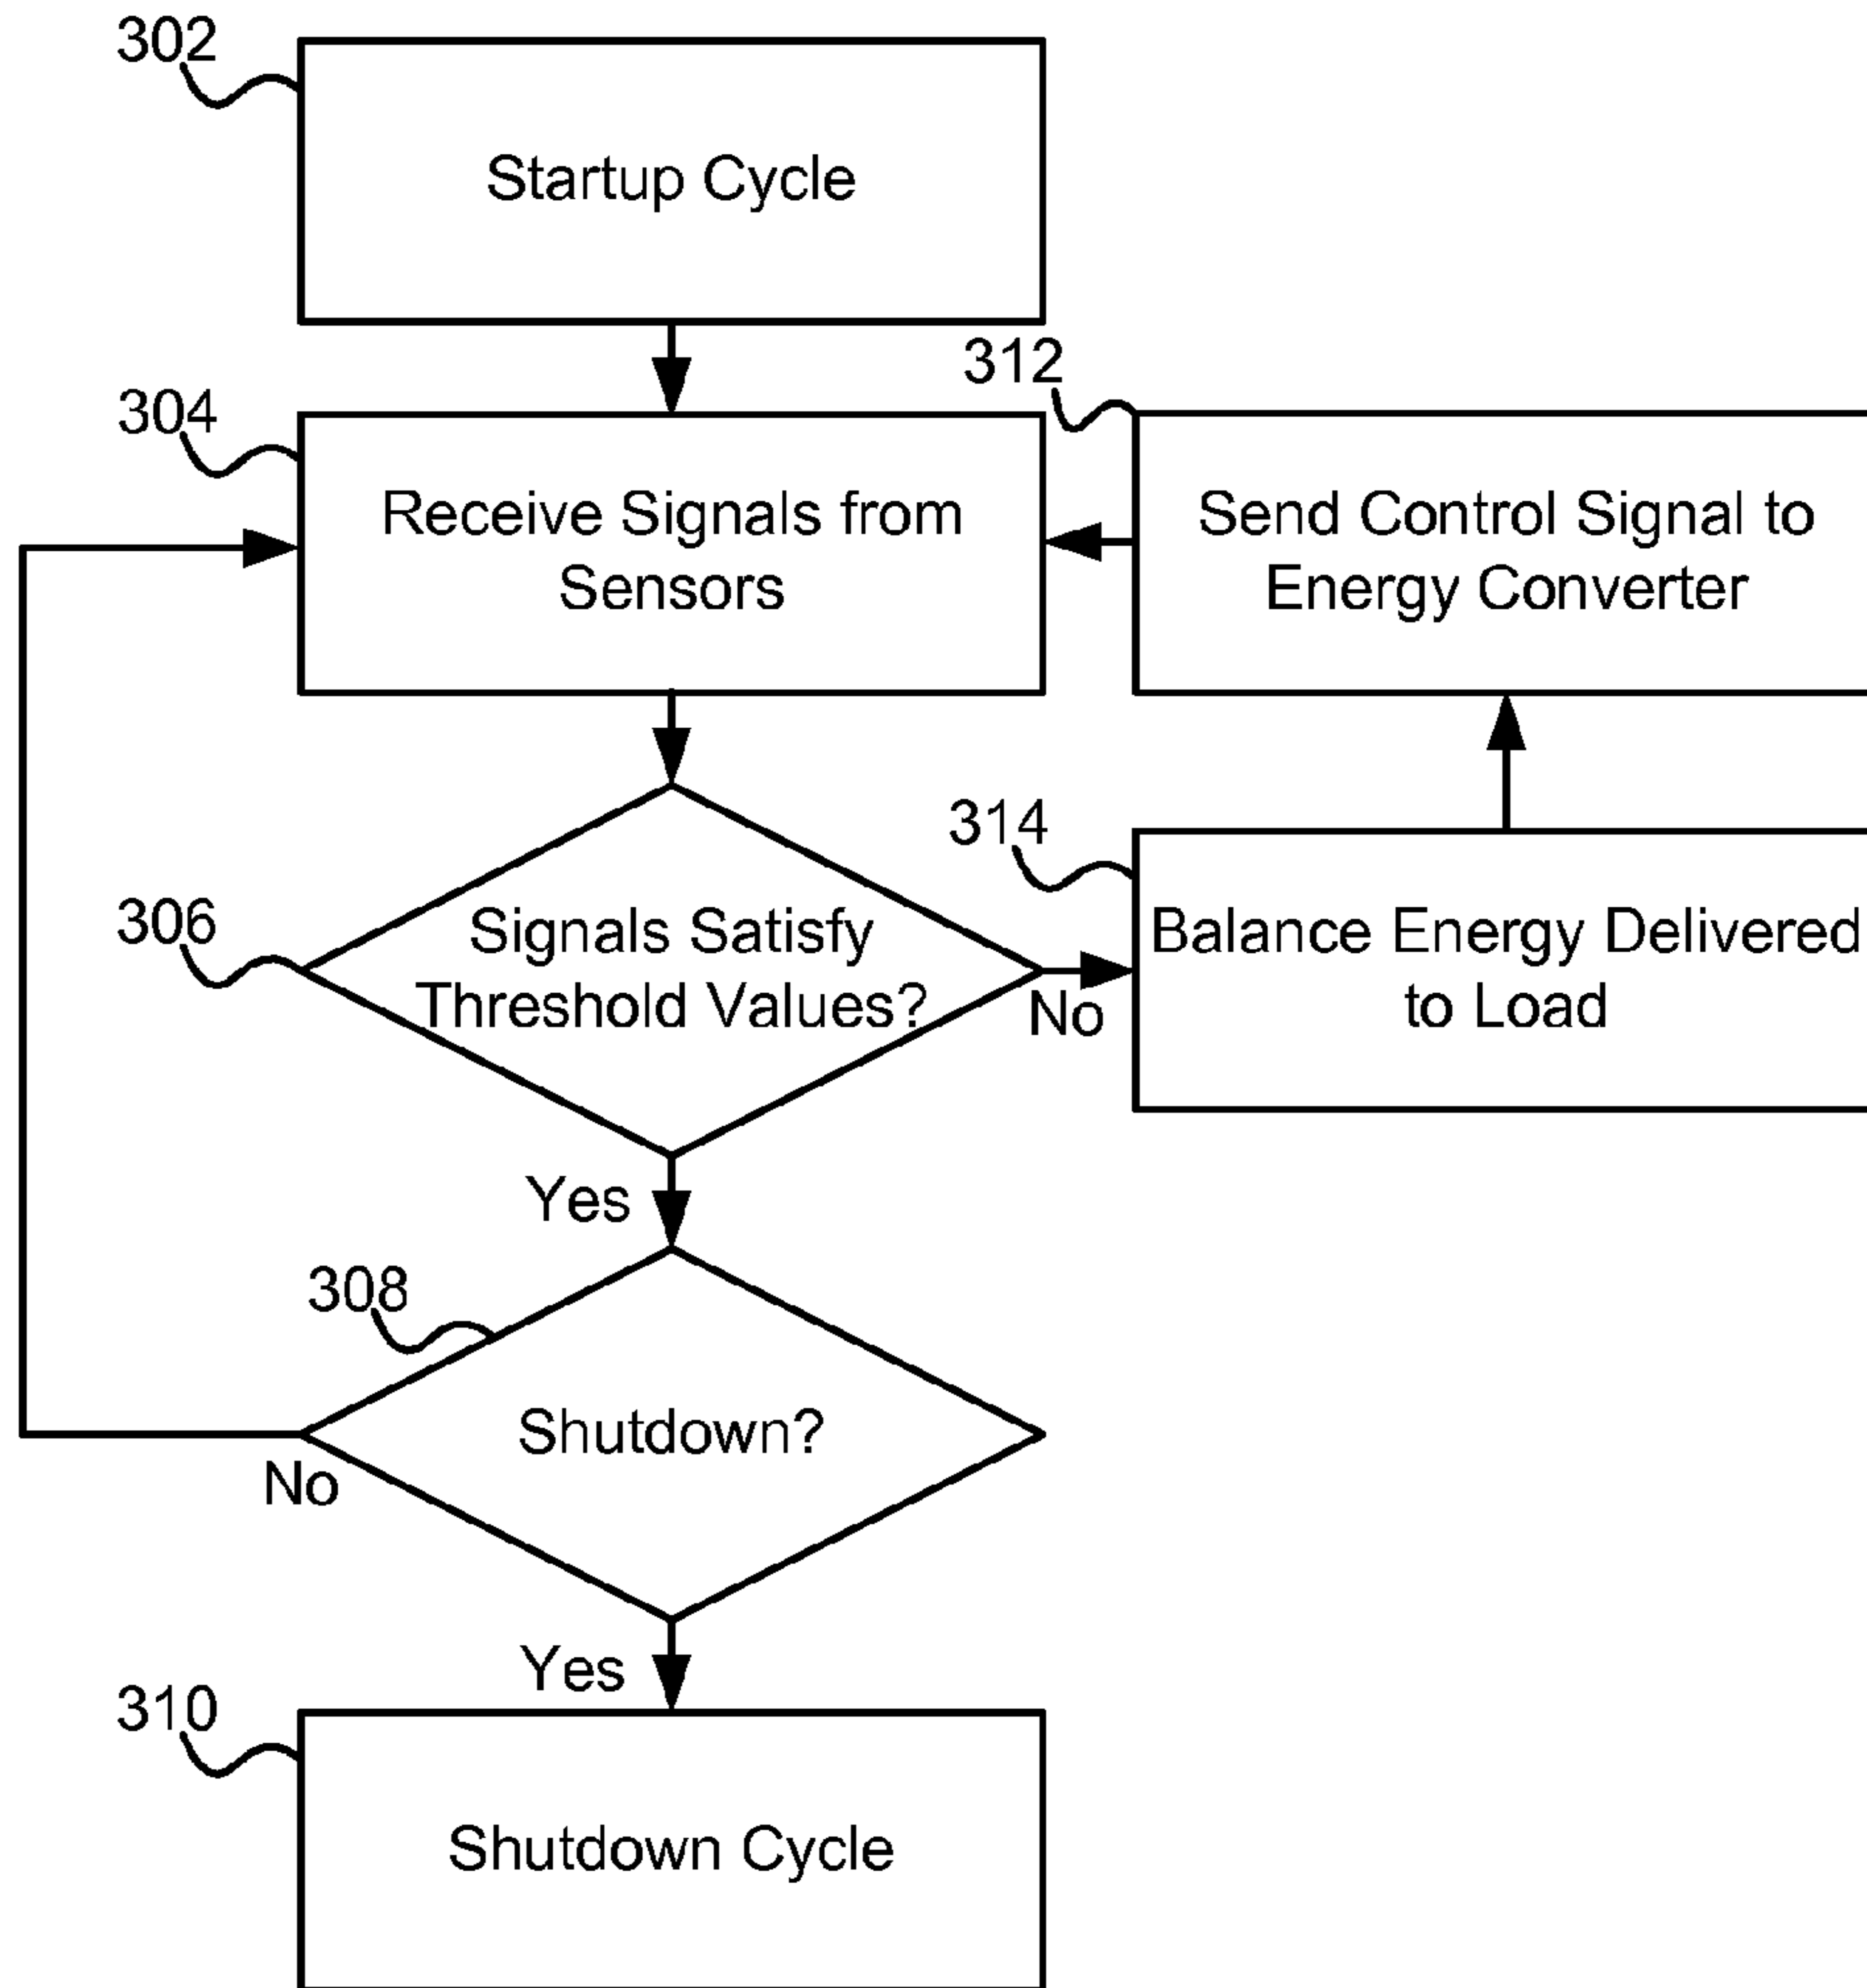 302
Startup Cycle
312
304
Receive Signals from
Sensors
Send Control Signal to
Energy Converter
314
306
Signals Satisfy
Threshold Values?
No
Balance Energy Delivered
to Load
Yes
308
Shutdown?
No
Yes
310
Shutdown Cycle